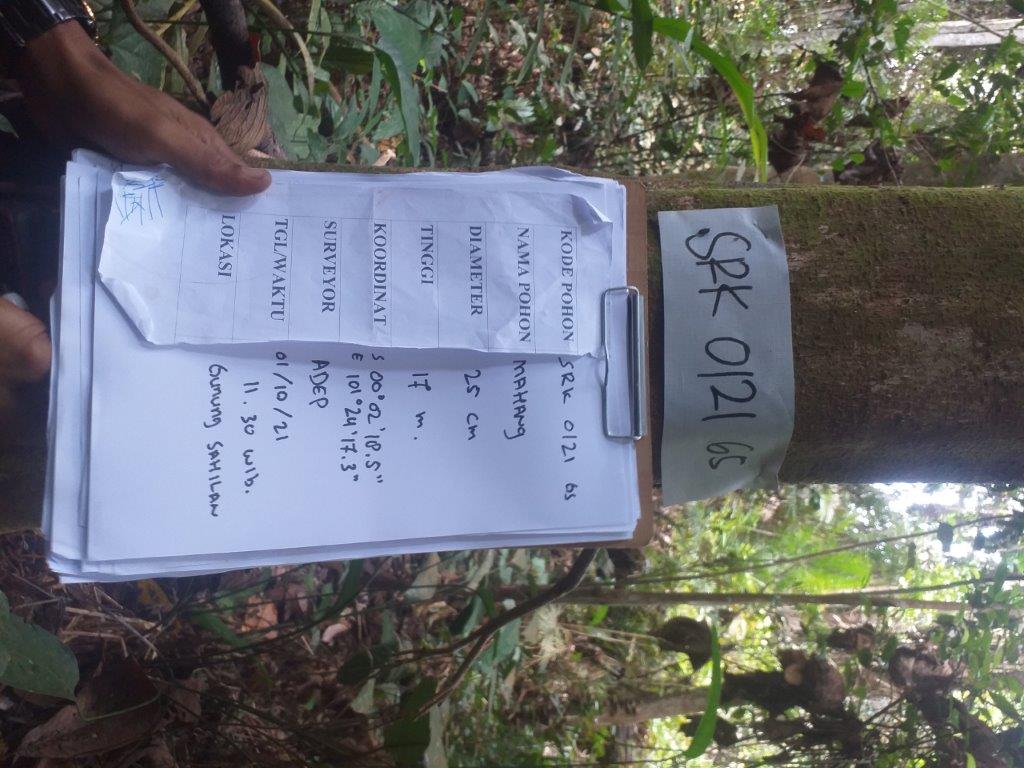 SRK 0121 65
KODE POHON SRK 0121 65
NAMA POHON MAHANG
DIAMETER 25 cm
TINGGI 17 m.
KOORDINAT S 00°02'18.5"
E 101°24'17.3"
SURVEYOR ADEP
TGL/WAKTU 01/10/21
11.30 wib.
LOKASI Gunung SAHILAN